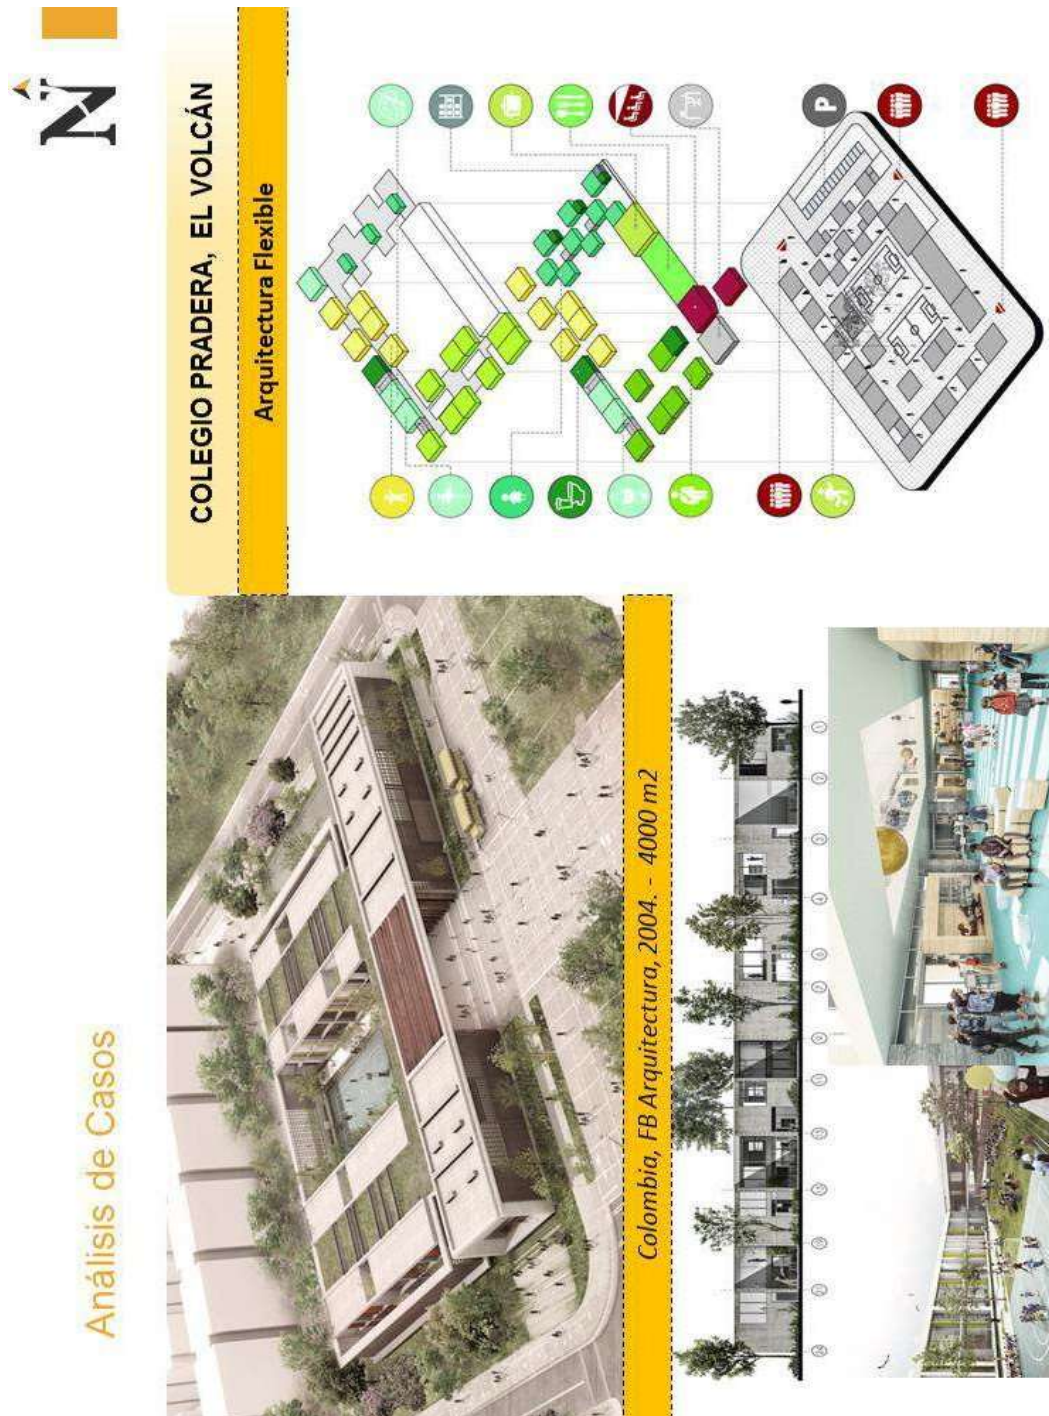 Análisis de Casos
N
COLEGIO PRADERA, EL VOLCÁN
Arquitectura Flexible
P
Colombia, FB Arquitectura, 2004. - 4000 m2